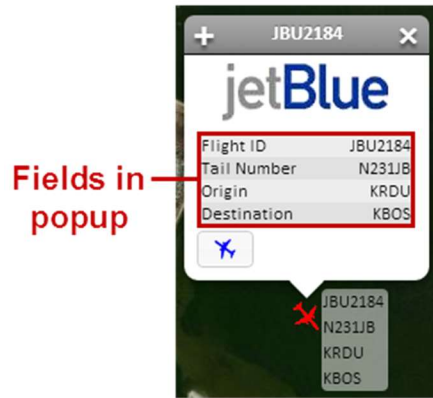 JBU2184
jetBlue
Flight ID JBU2184
Tail Number N231JB
Origin KRDU
Destination KBOS
Fields in
popup
JBU2184
N231JB
KRDU
KBOS